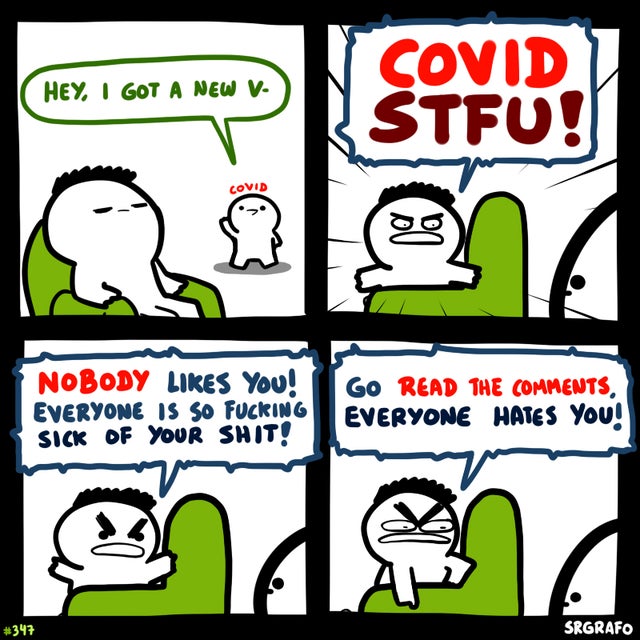 HEY, I GOT A NEW V-
COVID
COVID
STFU!
NOBODY LIKES YOU!
EVERYONE IS SO FUCKING
SICK OF YOUR SHIT!
GO READ THE COMMENTS,
EVERYONE HATES YOU!
#347
SRGRAFO